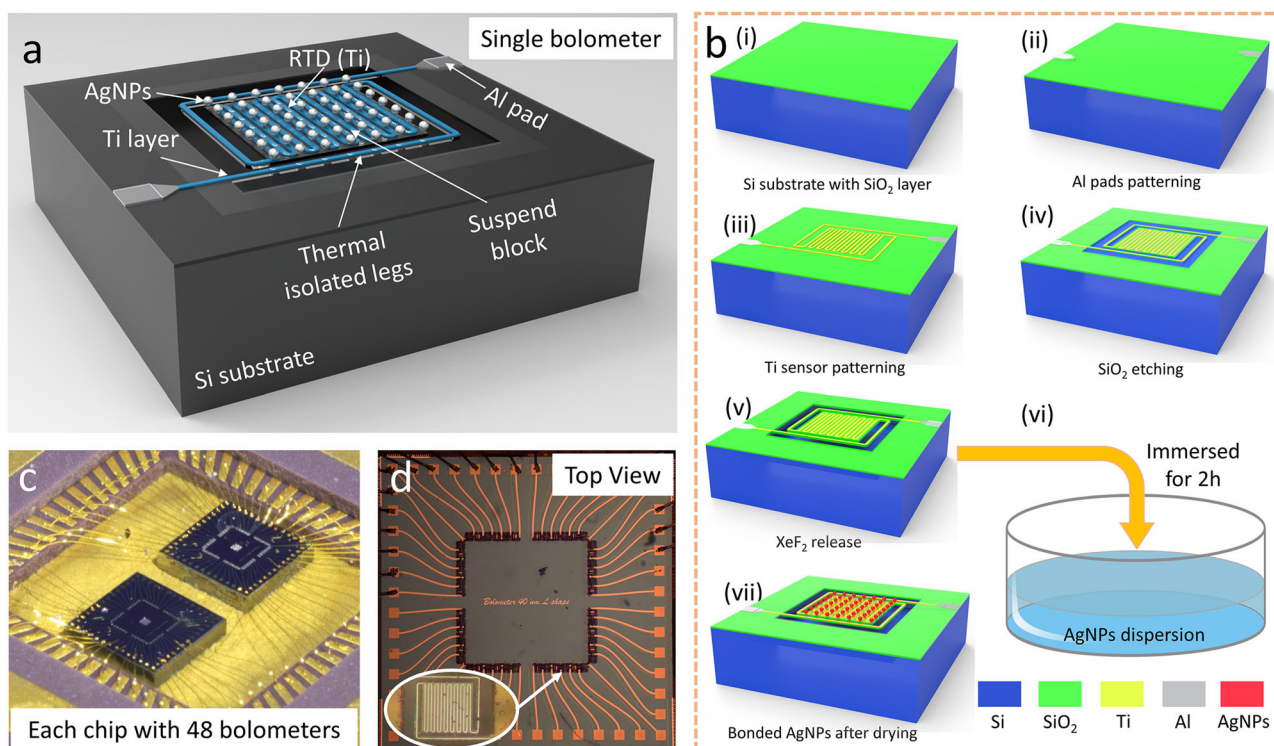 a
Single bolometer
RTD (Ti)
AgNPs
Al pad
Ti layer
Thermal
isolated legs
Suspend
block
Si substrate
b
(i)
Si substrate with SiO₂ layer
(ii)
Al pads patterning
(iii)
Ti sensor patterning
(iv)
SiO₂ etching
(v)
XeF₂ release
(vi)
Immersed
for 2h
AgNPs dispersion
(vii)
Bonded AgNPs after drying
Si
SiO₂
Ti
Al
AgNPs
c
Each chip with 48 bolometers
d
Top View
Bolometer 40 um L shape